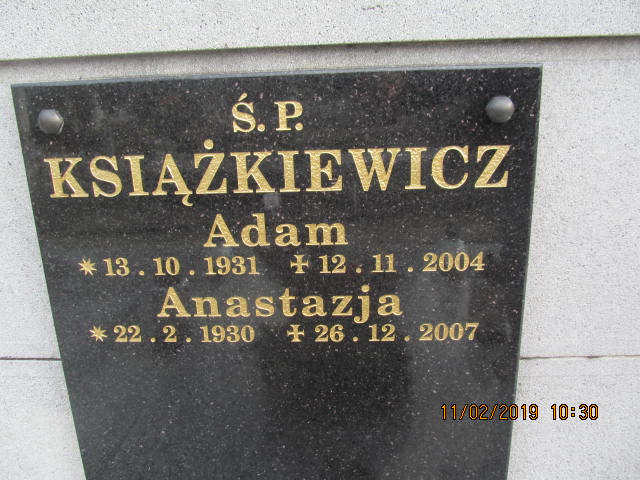 Ś. P.
KSIĄŻKIEWICZ
Adam
✷ 13 . 10 . 1931 ✝ 12 . 11 . 2004
Anastazja
✷ 22 . 2 . 1930 ✝ 26 . 12 . 2007
11/02/2019 10:30